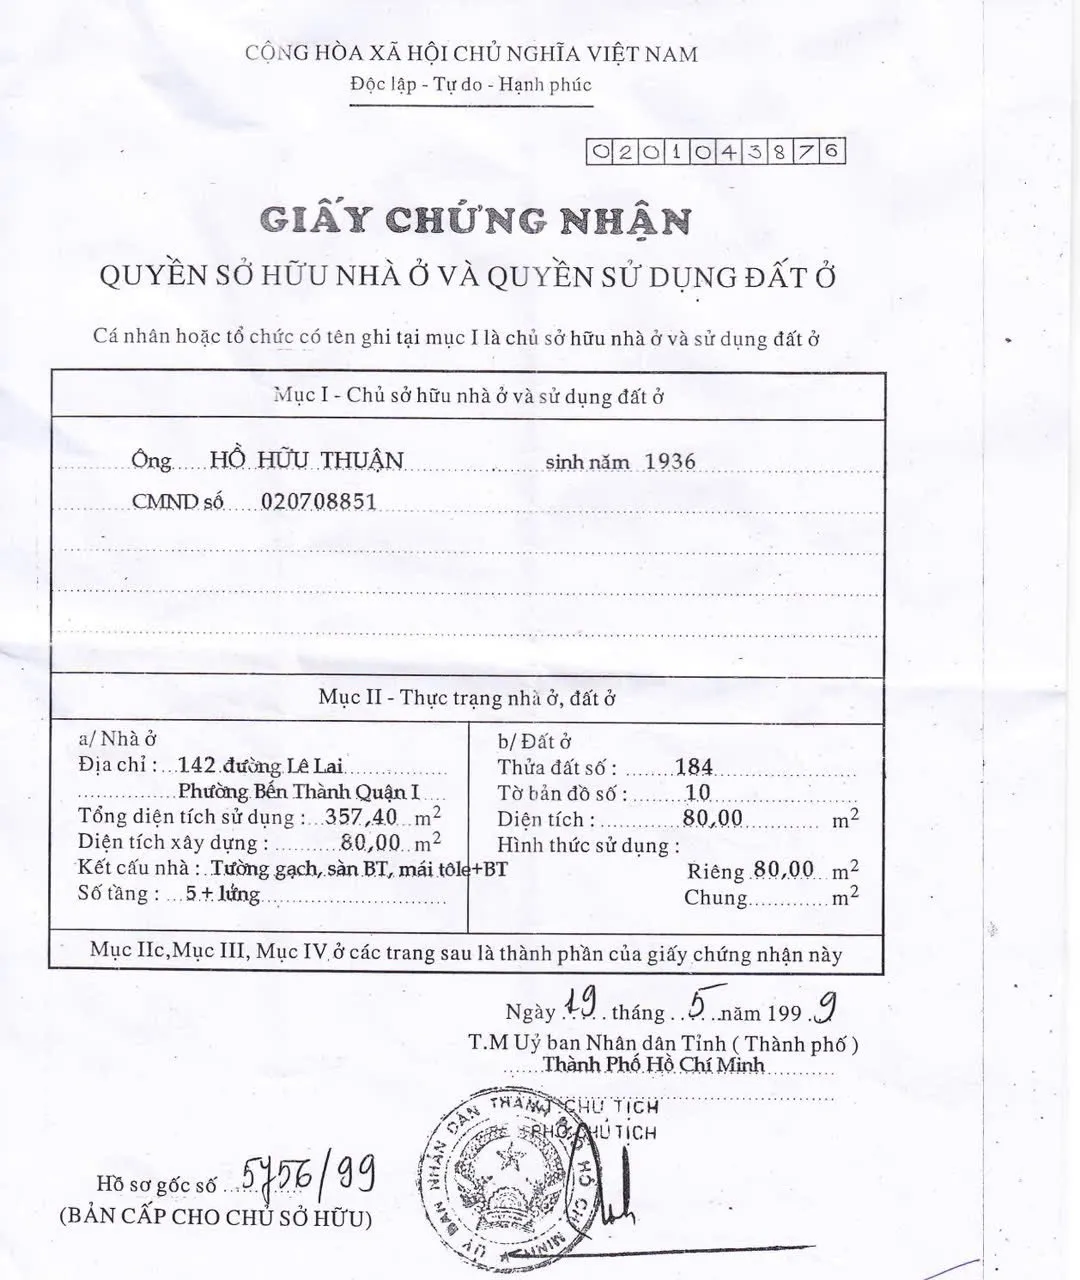 CỘNG HÒA XÃ HỘI CHỦ NGHĨA VIỆT NAM
Độc lập - Tự do - Hạnh phúc
0201043876
GIẤY CHỨNG NHẬN
QUYỀN SỞ HỮU NHÀ Ở VÀ QUYỀN SỬ DỤNG ĐẤT Ở
Cá nhân hoặc tổ chức có tên ghi tại mục I là chủ sở hữu nhà ở và sử dụng đất ở
Mục I - Chủ sở hữu nhà ở và sử dụng đất ở
Ông HỒ HỮU THUẬN sinh năm 1936
CMND số 020708851
Mục II - Thực trạng nhà ở, đất ở
a/ Nhà ở
Địa chỉ : 142 đường Lê Lai
Phường Bến Thành Quận I
Tổng diện tích sử dụng : 357,40 m²
Diện tích xây dựng : 80,00 m²
Kết cấu nhà : Tường gạch, sàn BT, mái tôle+BT
Số tầng : 5 + lửng
b/ Đất ở
Thửa đất số : 184
Tờ bản đồ số : 10
Diện tích : 80,00 m²
Hình thức sử dụng :
Riêng 80,00 m²
Chung m²
Mục IIc,Mục III, Mục IV ở các trang sau là thành phần của giấy chứng nhận này
Ngày 19 tháng 5 năm 1999
T.M Uỷ ban Nhân dân Tỉnh ( Thành phố )
Thành Phố Hồ Chí Minh
CHỦ TỊCH
PHÓ CHỦ TỊCH
ỦY BAN NHÂN DÂN THÀNH PHỐ HỒ CHÍ MINH
Hồ sơ gốc số 5756/99
(BẢN CẤP CHO CHỦ SỞ HỮU)